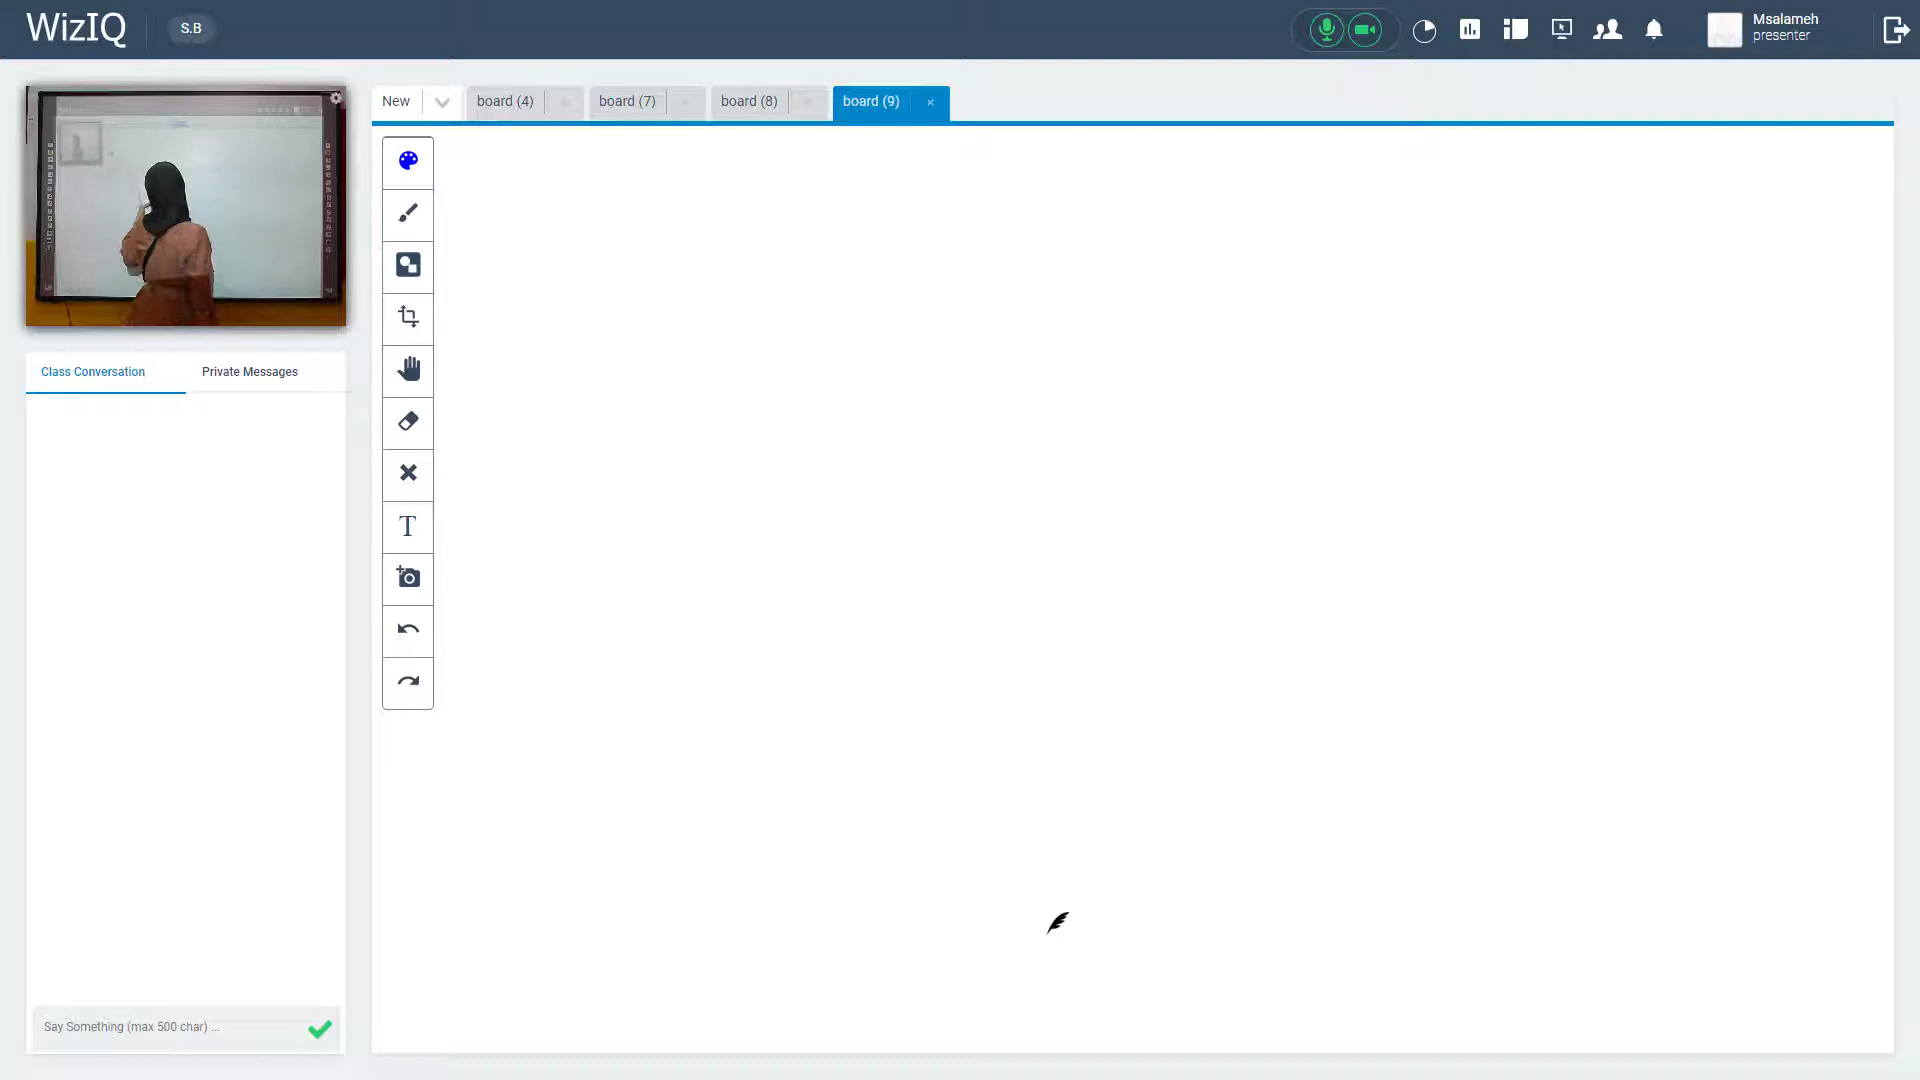 WizIQ
S.B
Msalameh
presenter
New
board (4)
board (7)
board (8)
board (9)
T
Class Conversation
Private Messages
Say Something (max 500 char) ...